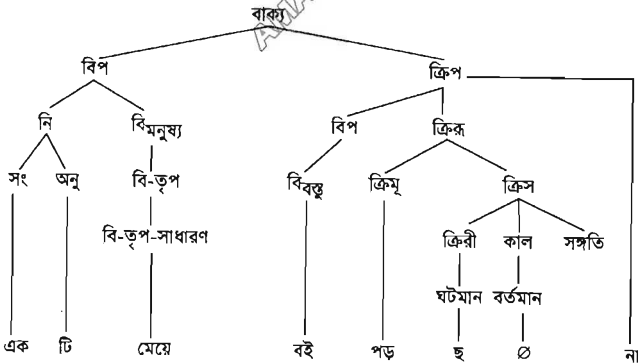 বাক্য
বিপ ক্রিপ
নি বিমনুষ্য বিপ ক্রিরূ
সং অনু বি-তৃপ বিবস্তু ক্রিমূ ক্রিস
বি-তৃপ-সাধারণ ক্রিরী কাল সঙ্গতি
ঘটমান বর্তমান
এক টি মেয়ে বই পড় ছ Ø না